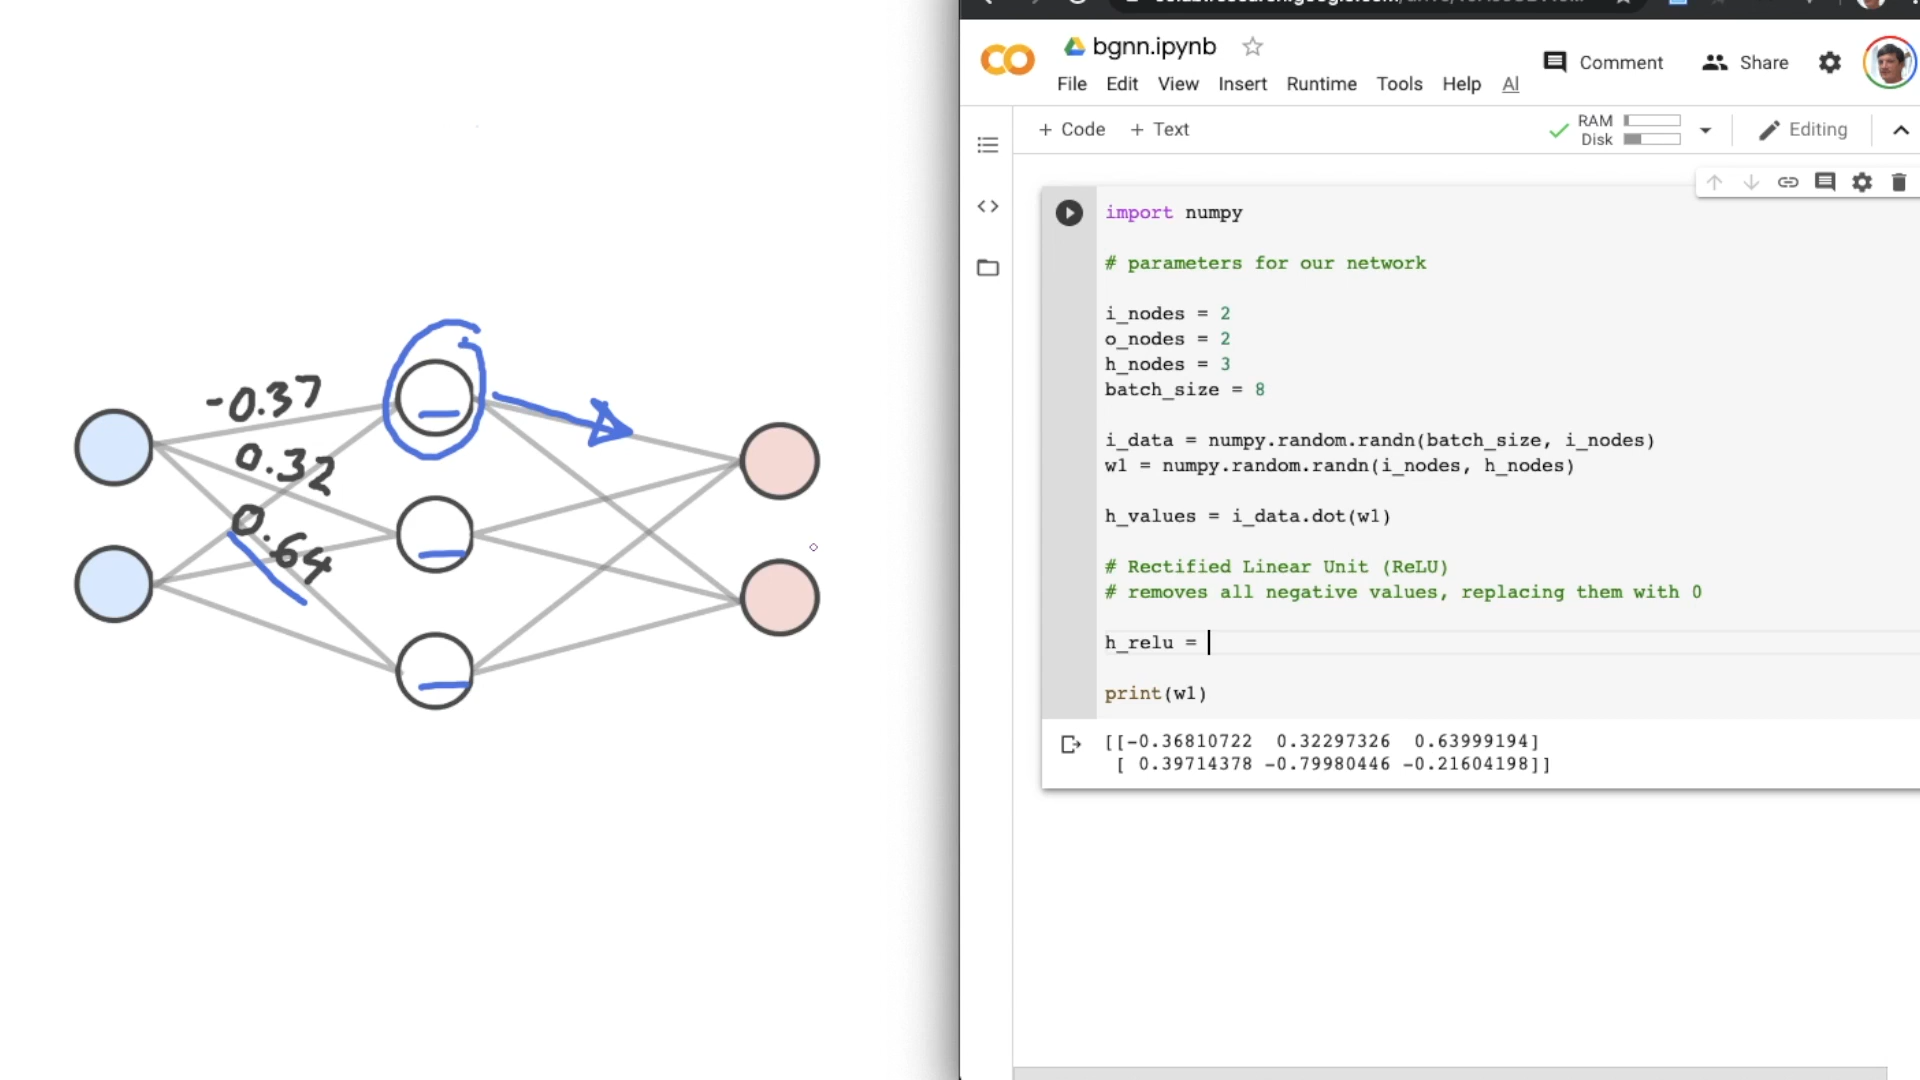 -0.37
0.32
0.64
bgnn.ipynb
Comment
Share
File Edit View Insert Runtime Tools Help Al
+ Code + Text
RAM
Disk
Editing
import numpy
# parameters for our network
i_nodes = 2
o_nodes = 2
h_nodes = 3
batch_size = 8
i_data = numpy.random.randn(batch_size, i_nodes)
w1 = numpy.random.randn(i_nodes, h_nodes)
h_values = i_data.dot(w1)
# Rectified Linear Unit (ReLU)
# removes all negative values, replacing them with 0
h_relu =
print(w1)
[[-0.36810722 0.32297326 0.63999194]
[ 0.39714378 -0.79980446 -0.21604198]]